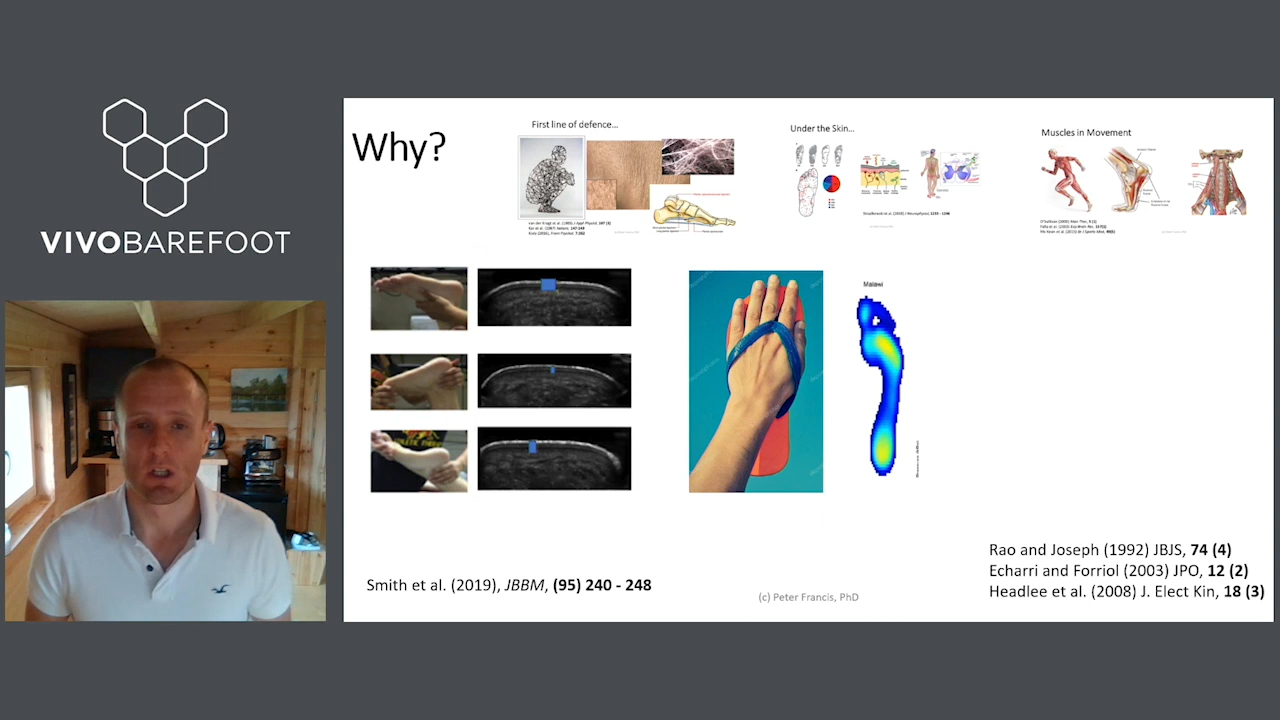 VIVOBAREFOOT
Why?
First line of defence...
Under the Skin...
Muscles in Movement
Malawi
Smith et al. (2019), JBBM, (95) 240 - 248
(c) Peter Francis, PhD
Rao and Joseph (1992) JBJS, 74 (4)
Echarri and Forriol (2003) JPO, 12 (2)
Headlee et al. (2008) J. Elect Kin, 18 (3)